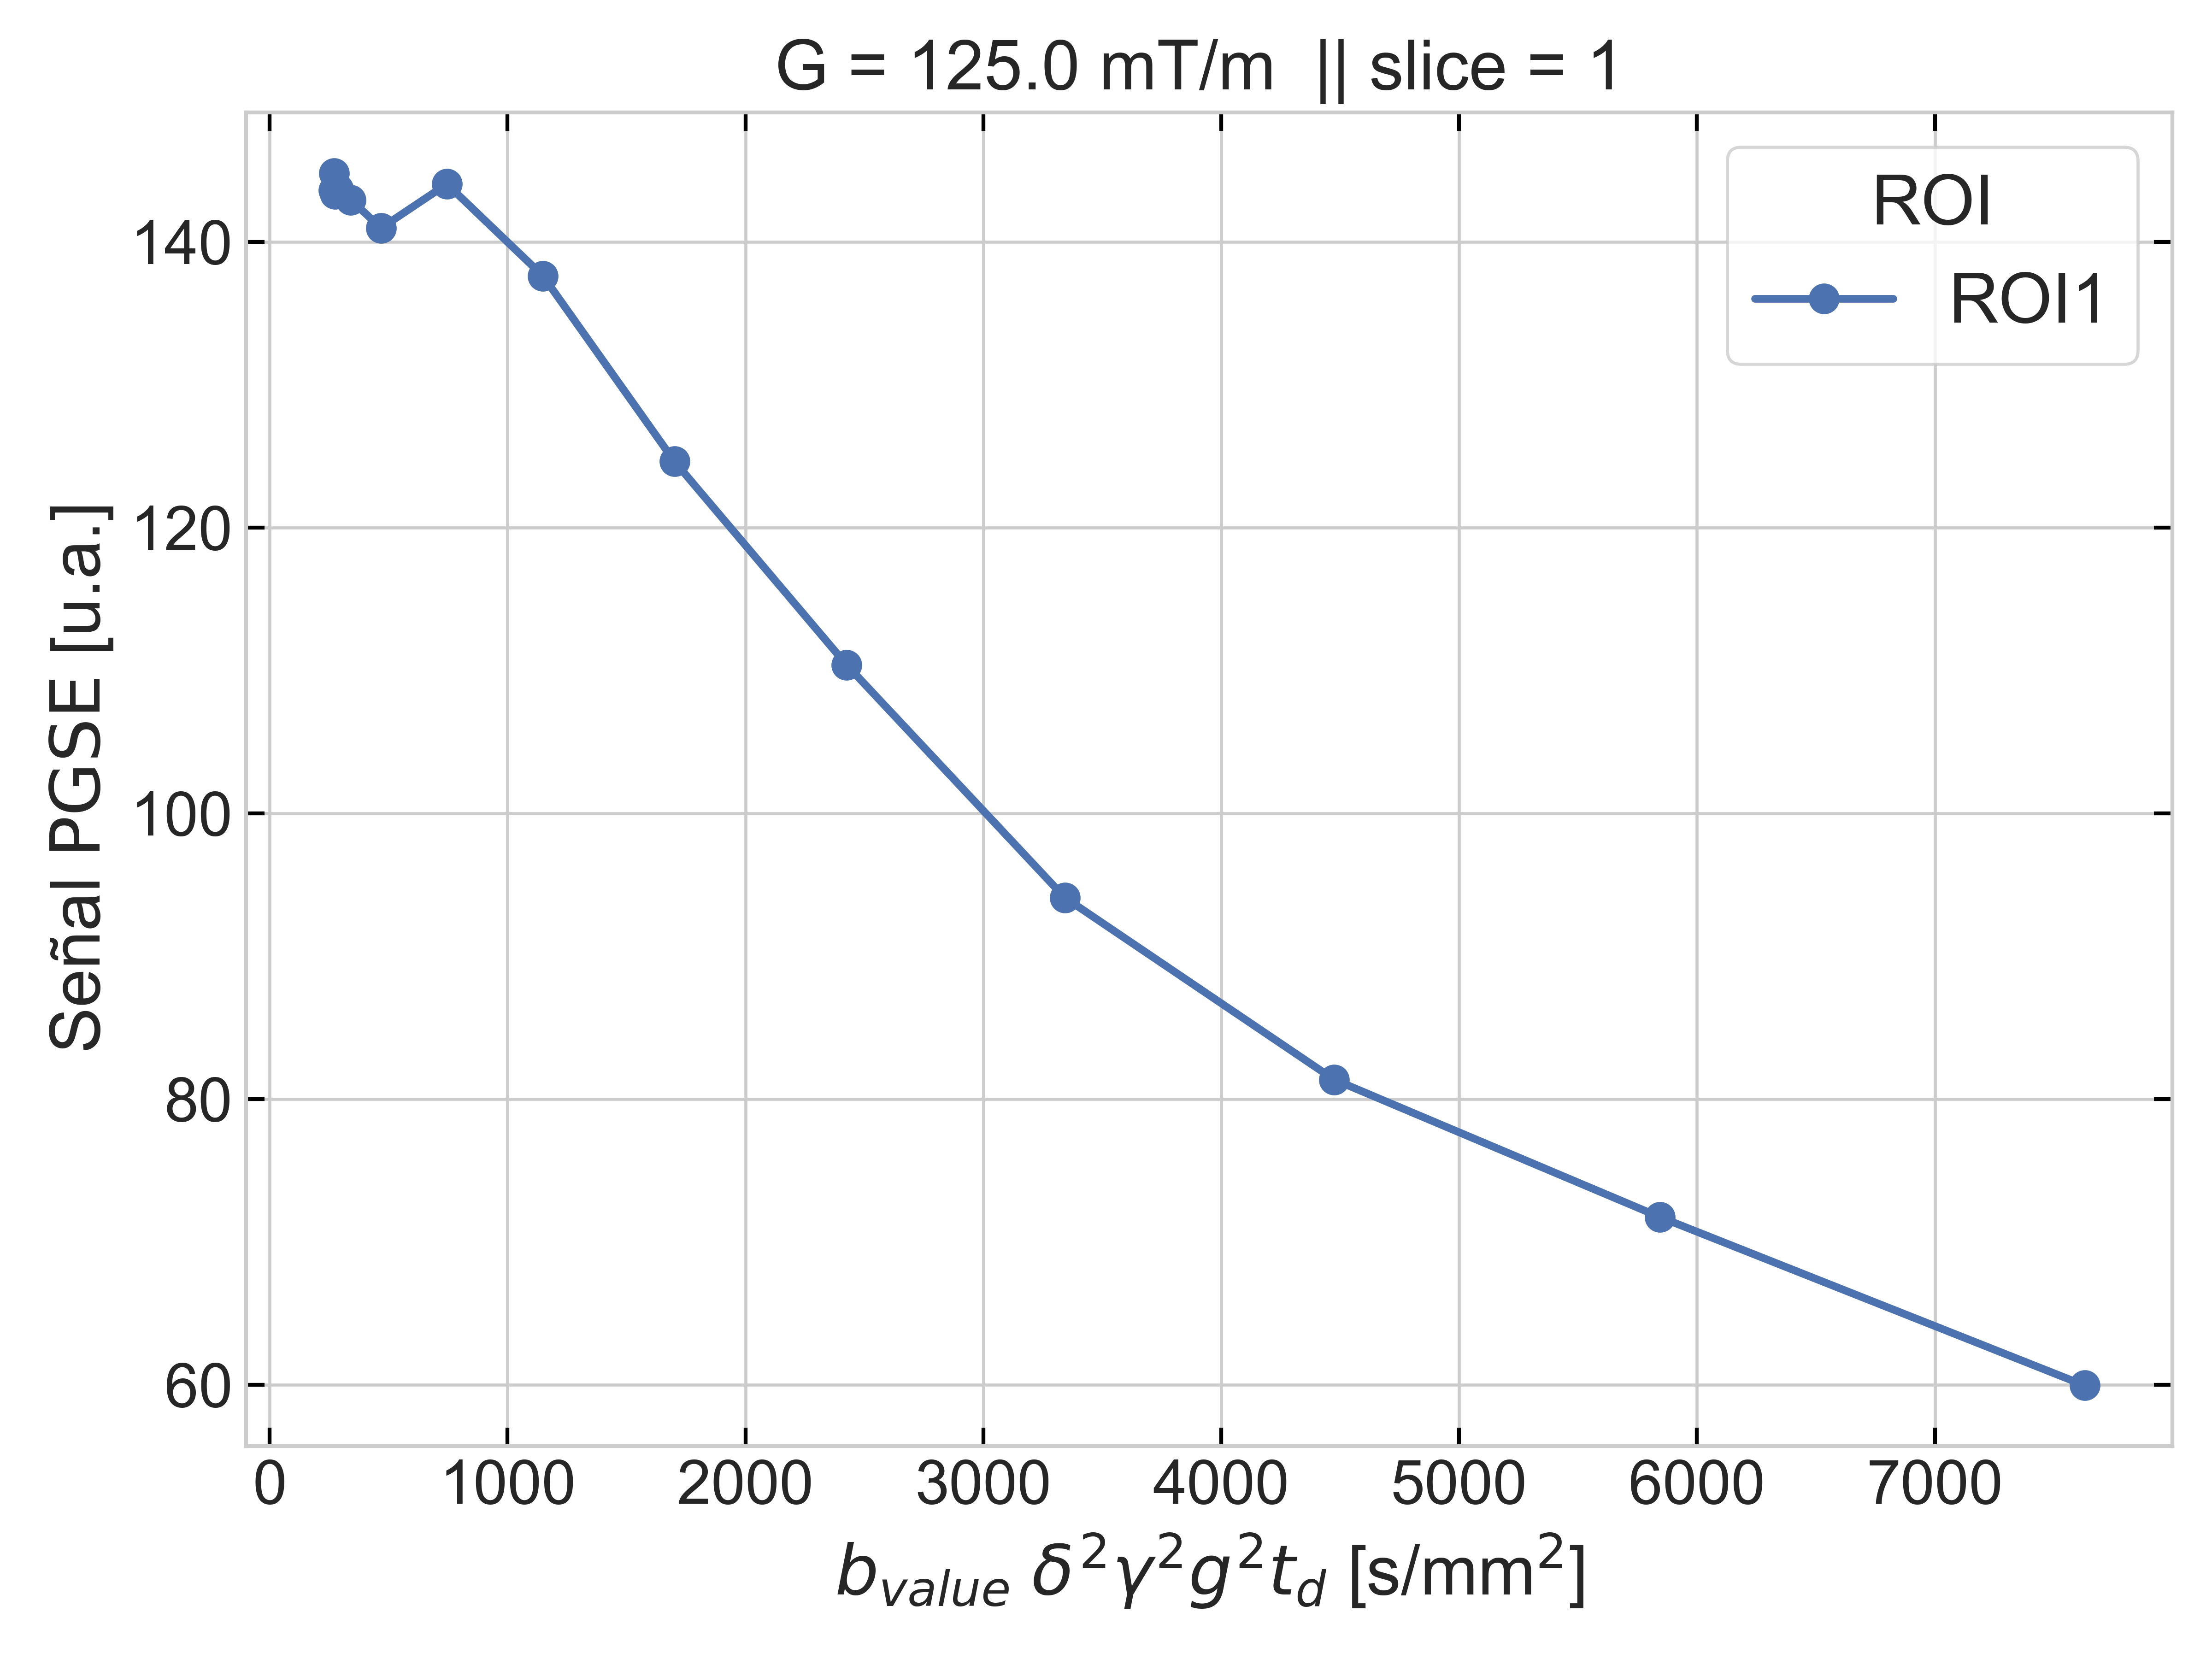 G = 125.0 mT/m || slice = 1
ROI
ROI1
Señal PGSE [u.a.]
140
120
100
80
60
0 1000 2000 3000 4000 5000 6000 7000
b_value δ²γ²g²t_d [s/mm²]